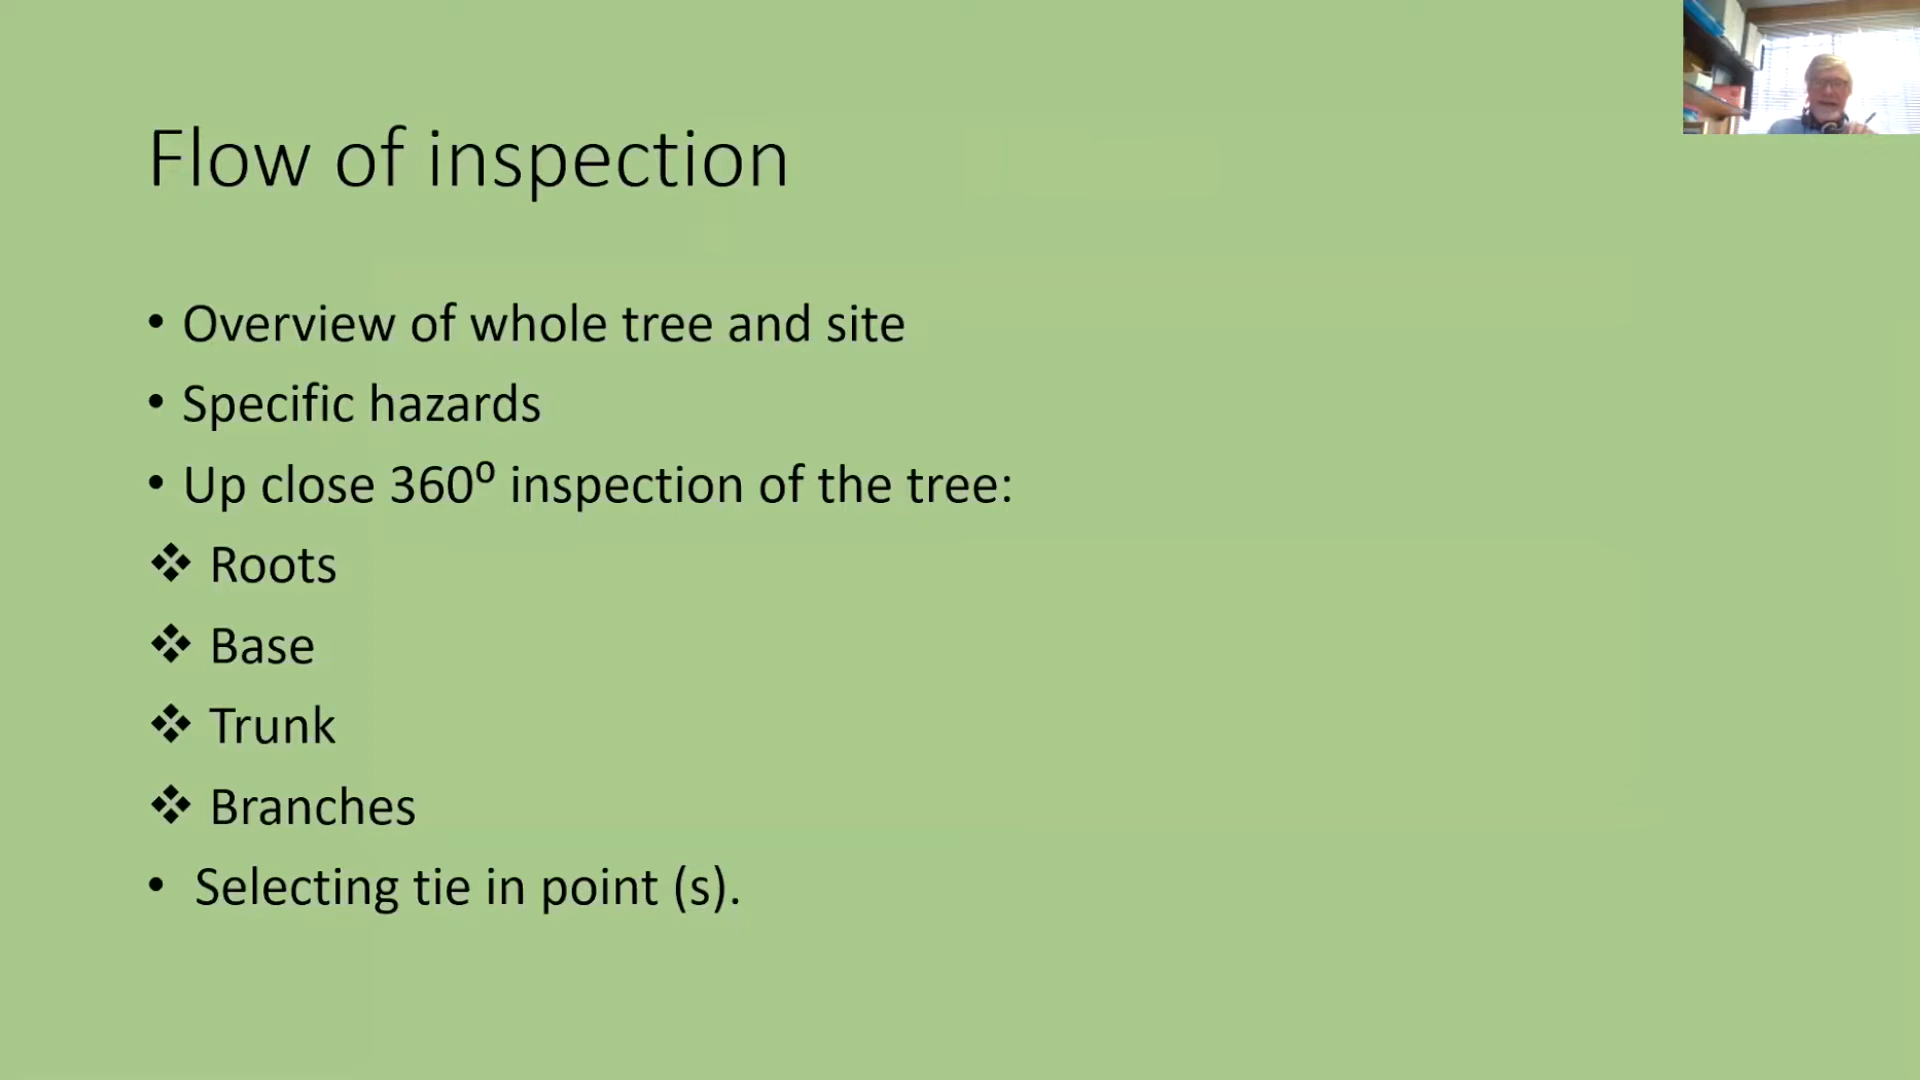 Flow of inspection
• Overview of whole tree and site
• Specific hazards
• Up close 360⁰ inspection of the tree:
❖ Roots
❖ Base
❖ Trunk
❖ Branches
• Selecting tie in point (s).